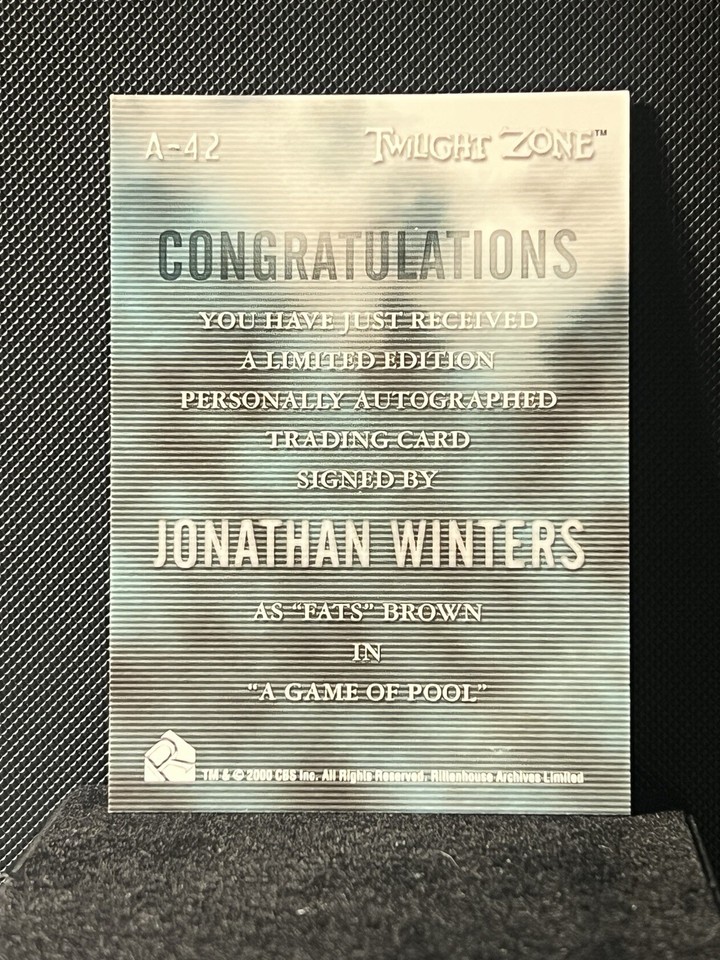 A-42 TWILIGHT ZONE™
CONGRATULATIONS
YOU HAVE JUST RECEIVED
A LIMITED EDITION
PERSONALLY AUTOGRAPHED
TRADING CARD
SIGNED BY
JONATHAN WINTERS
AS “FATS” BROWN
IN
“A GAME OF POOL”
TM & © 2000 CBS Inc. All Rights Reserved. Rittenhouse Archives Limited